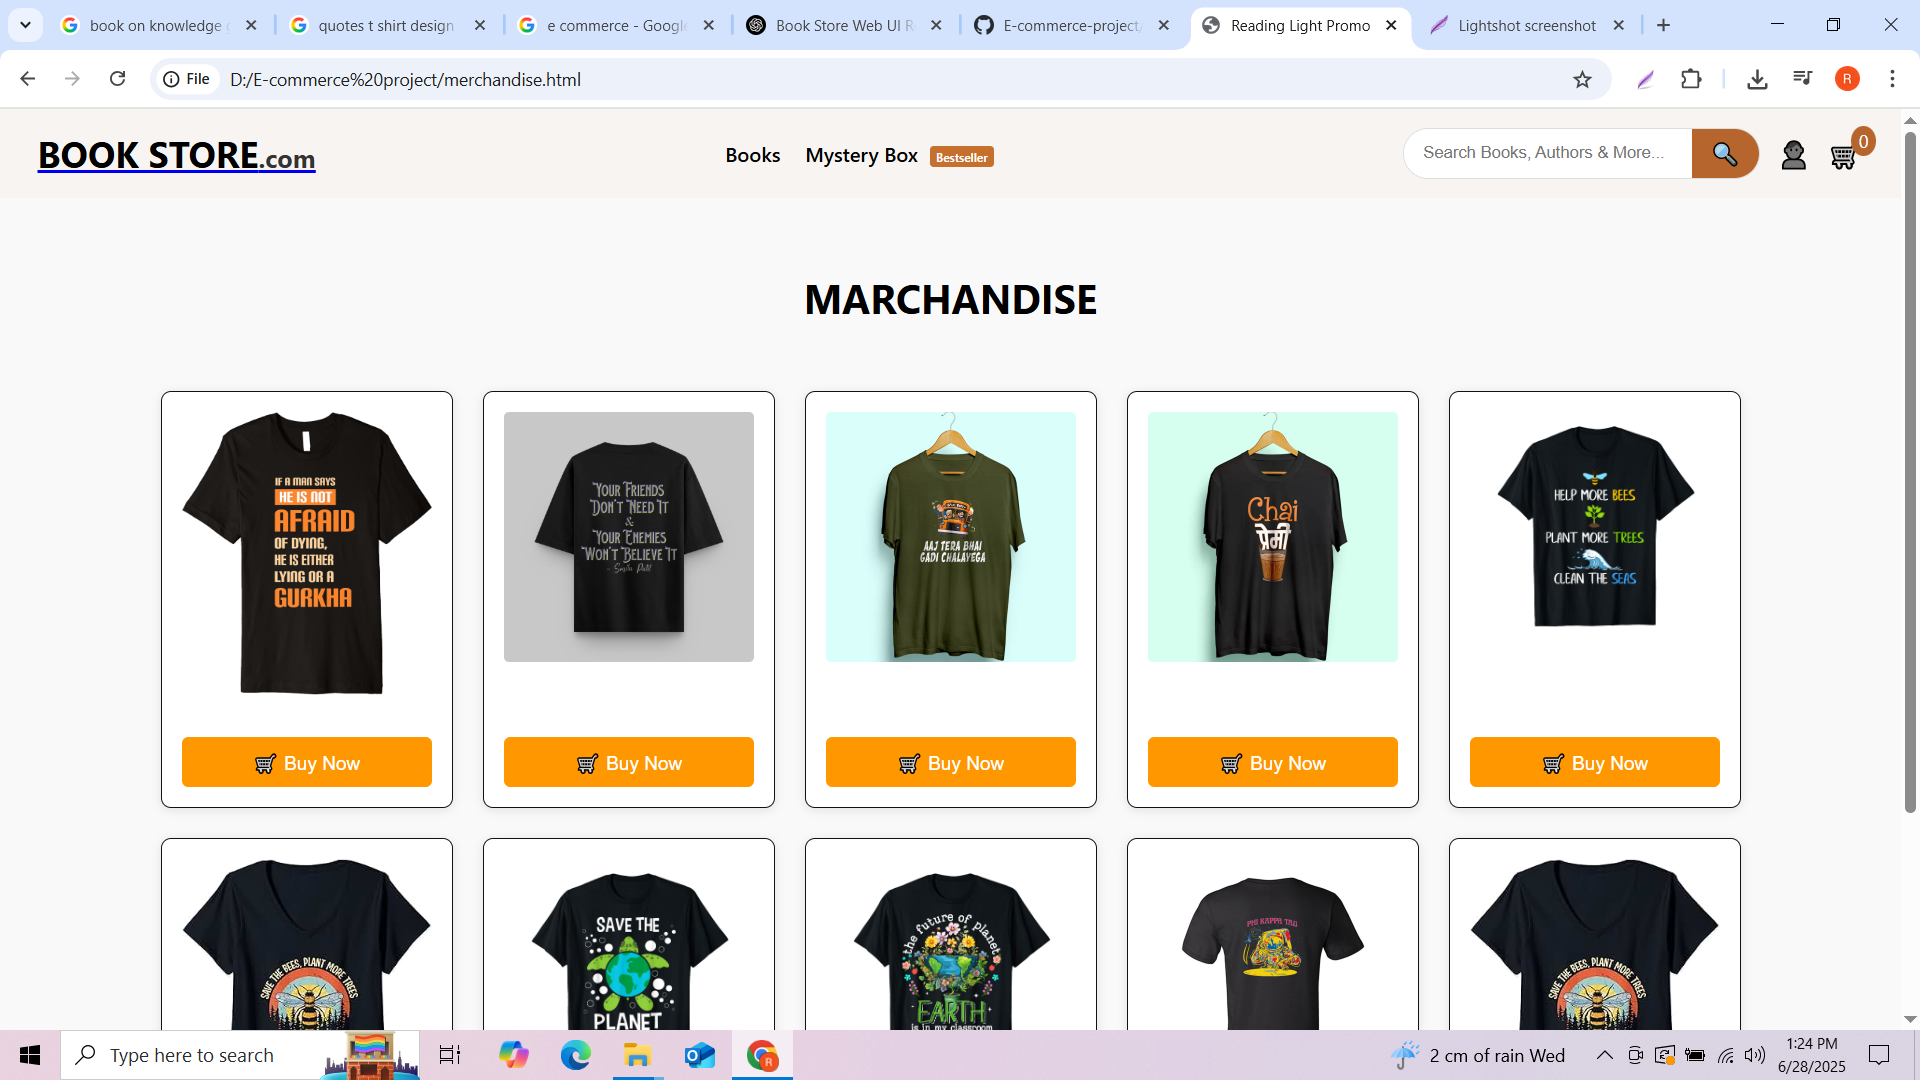 book on knowledge
quotes t shirt design
e commerce - Google
Book Store Web UI R
E-commerce-project/
Reading Light Promo
Lightshot screenshot
File
D:/E-commerce%20project/merchandise.html
R
BOOK STORE.com
Books
Mystery Box
Bestseller
Search Books, Authors & More...
0
MARCHANDISE
IF A MAN SAYS
HE IS NOT
AFRAID
OF DYING,
HE IS EITHER
LYING OR A
GURKHA
YOUR FRIENDS
DON'T NEED IT
&
YOUR ENEMIES
WON'T BELIEVE IT
AAJ TERA BHAI
GADI CHALAYEGA
Chai
प्रेमी
HELP MORE BEES
PLANT MORE TREES
CLEAN THE SEAS
Buy Now
Buy Now
Buy Now
Buy Now
Buy Now
SAVE THE BEES, PLANT MORE TREES
SAVE THE
PLANET
the future of planet
EARTH
is in my classroom
PHI KAPPA TAU
SAVE THE BEES, PLANT MORE TREES
Type here to search
R
2 cm of rain Wed
1:24 PM
6/28/2025